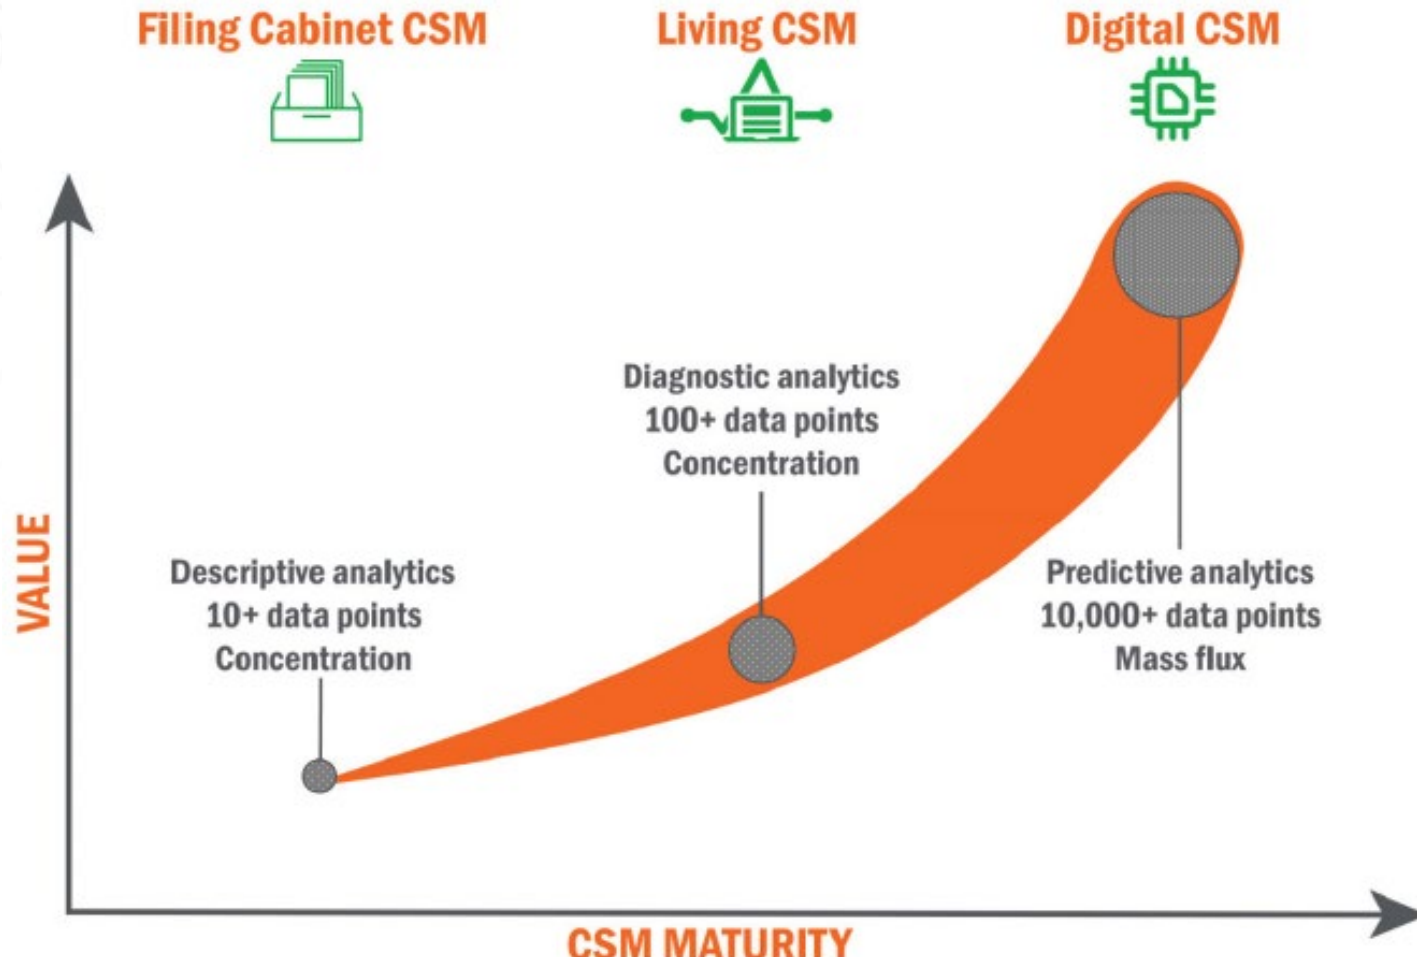 Filing Cabinet CSM
Living CSM
Digital CSM
Diagnostic analytics
100+ data points
Concentration
Descriptive analytics
10+ data points
Concentration
Predictive analytics
10,000+ data points
Mass flux
VALUE
CSM MATURITY